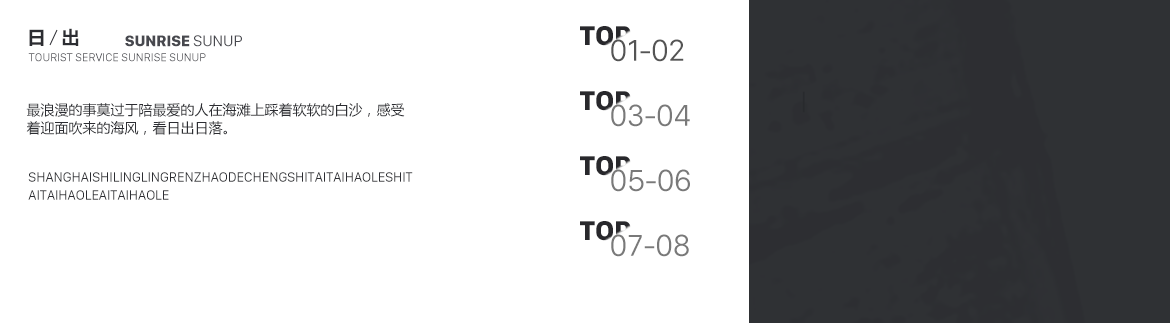 日/出 SUNRISE SUNUP
TOURIST SERVICE SUNRISE SUNUP
最浪漫的事莫过于陪最爱的人在海滩上踩着软软的白沙，感受
着迎面吹来的海风，看日出日落。
SHANGHAISHILINGLINGRENZHAODECHENGSHITAITAIHAOLESHIT
AITAIHAOLEAITAIHAOLE
TOP
01-02
TOP
03-04
TOP
05-06
TOP
07-08